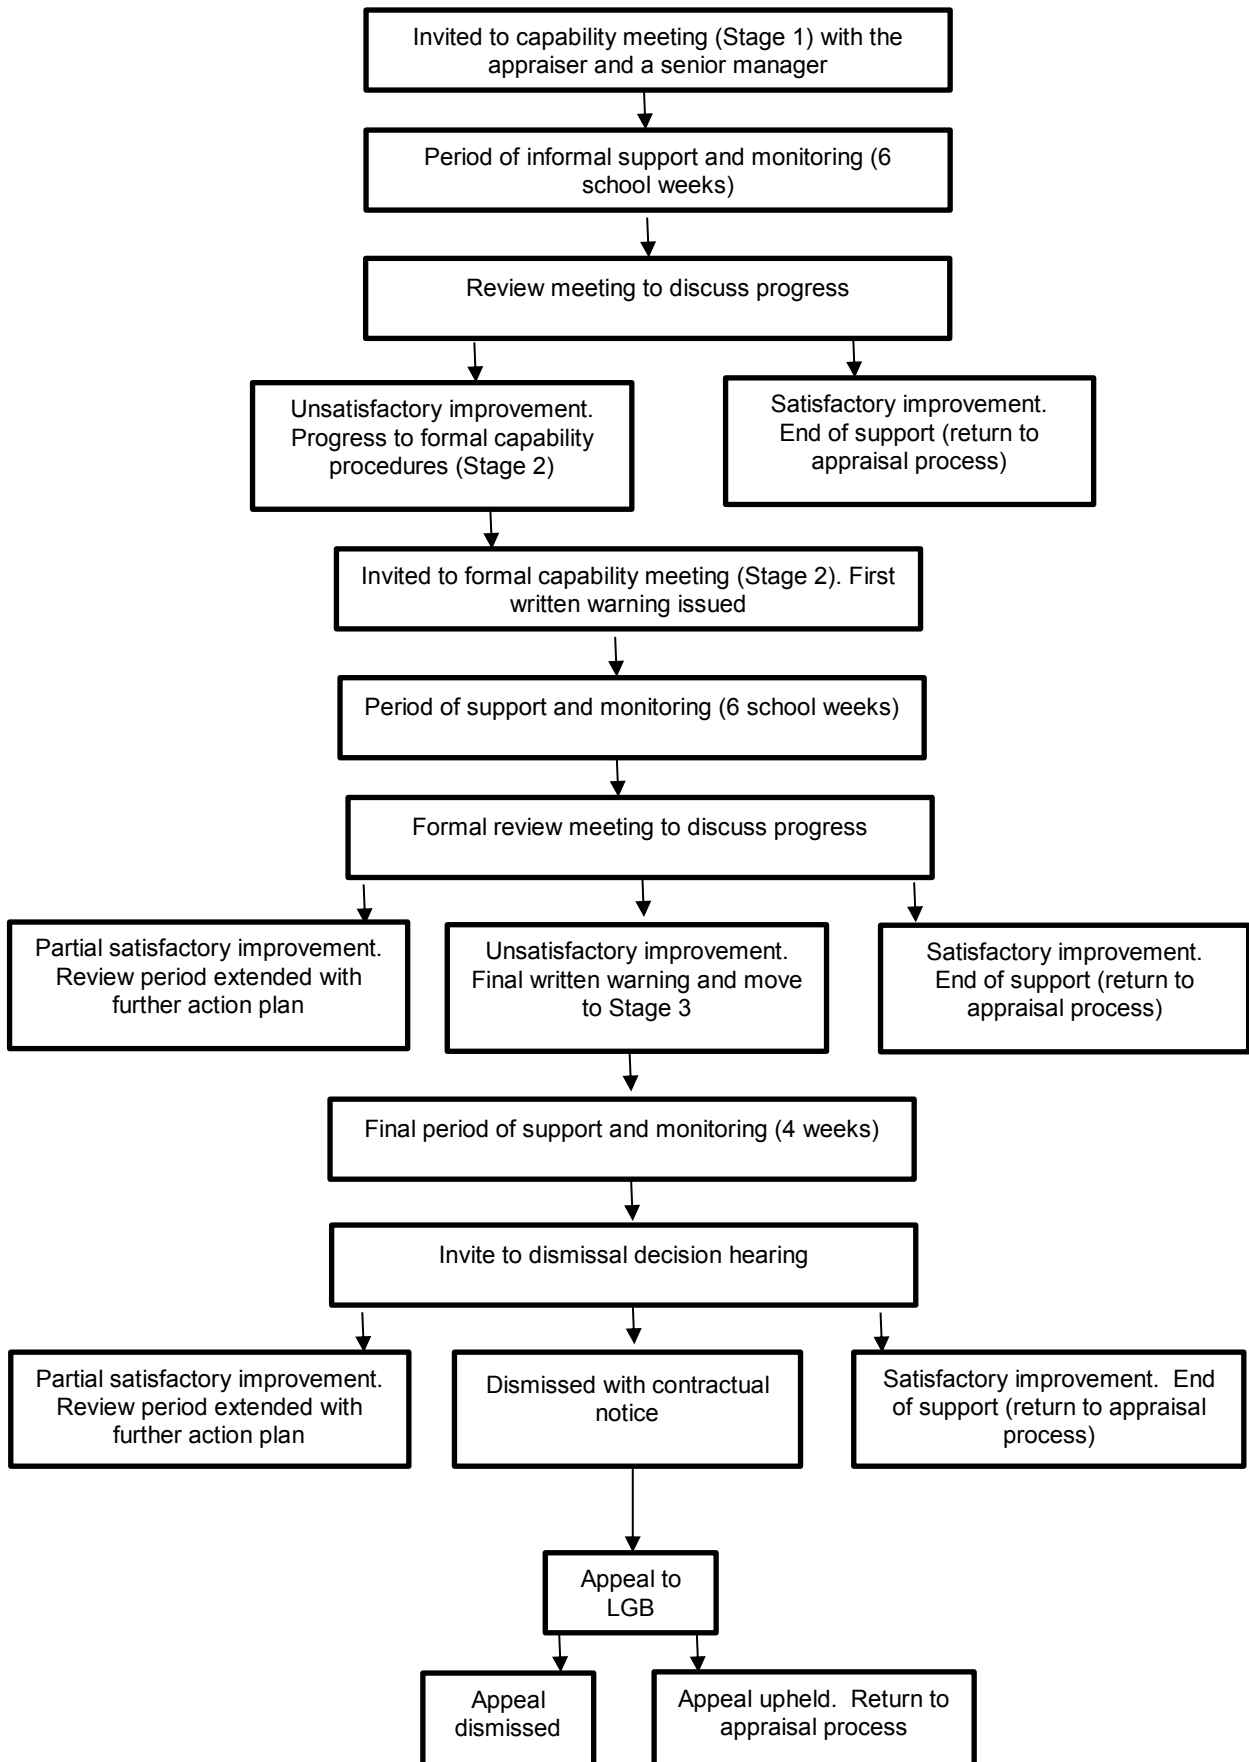 Invited to capability meeting (Stage 1) with the
appraiser and a senior manager
Period of informal support and monitoring (6
school weeks)
Review meeting to discuss progress
Unsatisfactory improvement.
Progress to formal capability
procedures (Stage 2)
Satisfactory improvement.
End of support (return to
appraisal process)
Invited to formal capability meeting (Stage 2). First
written warning issued
Period of support and monitoring (6 school weeks)
Formal review meeting to discuss progress
Partial satisfactory improvement.
Review period extended with
further action plan
Unsatisfactory improvement.
Final written warning and move
to Stage 3
Satisfactory improvement.
End of support (return to
appraisal process)
Final period of support and monitoring (4 weeks)
Invite to dismissal decision hearing
Partial satisfactory improvement.
Review period extended with
further action plan
Dismissed with contractual
notice
Satisfactory improvement.  End
of support (return to appraisal
process)
Appeal to
LGB
Appeal
dismissed
Appeal upheld.  Return to
appraisal process